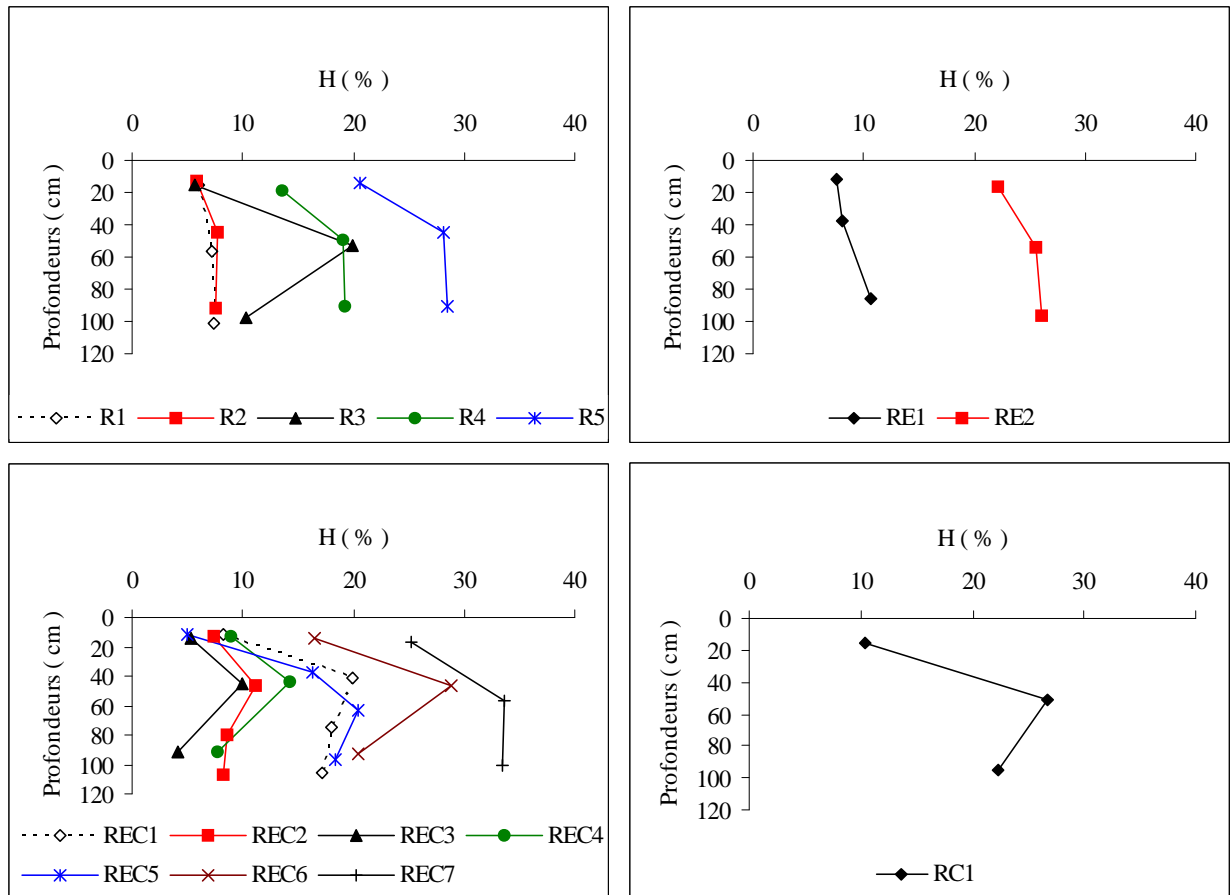 H ( % )
0 10 20 30 40
Profondeurs ( cm )
0
20
40
60
80
100
120
R1 R2 R3 R4 R5
H ( % )
0 10 20 30 40
Profondeurs ( cm )
0
20
40
60
80
100
120
RE1 RE2
H ( % )
0 10 20 30 40
Profondeurs ( cm )
0
20
40
60
80
100
120
REC1 REC2 REC3 REC4
REC5 REC6 REC7
H ( % )
0 10 20 30 40
Profondeurs ( cm )
0
20
40
60
80
100
120
RC1